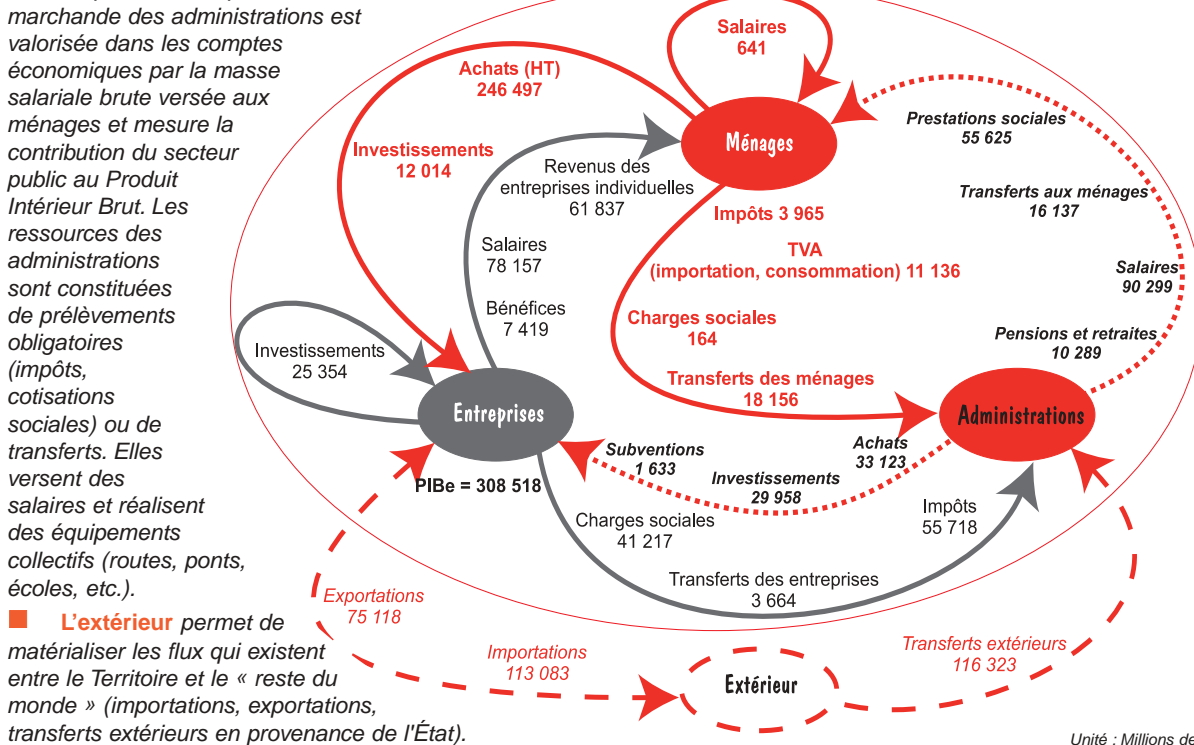 marchande des administrations est
valorisée dans les comptes
économiques par la masse
salariale brute versée aux
ménages et mesure la
contribution du secteur
public au Produit
Intérieur Brut. Les
ressources des
administrations
sont constituées
de prélèvements
obligatoires
(impôts,
cotisations
sociales) ou de
transferts. Elles
versent des
salaires et réalisent
des équipements
collectifs (routes, ponts,
écoles, etc.).
L'extérieur permet de
matérialiser les flux qui existent
entre le Territoire et le « reste du
monde » (importations, exportations,
transferts extérieurs en provenance de l'État).
Salaires
641
Achats (HT)
246 497
Investissements
12 014
Ménages
Prestations sociales
55 625
Revenus des
entreprises individuelles
61 837
Transferts aux ménages
16 137
Impôts 3 965
Salaires
78 157
TVA
(importation, consommation) 11 136
Salaires
90 299
Bénéfices
7 419
Charges sociales
164
Pensions et retraites
10 289
Investissements
25 354
Transferts des ménages
18 156
Entreprises
Administrations
Subventions
1 633
Achats
33 123
Investissements
29 958
PIBe = 308 518
Charges sociales
41 217
Impôts
55 718
Transferts des entreprises
3 664
Exportations
75 118
Importations
113 083
Transferts extérieurs
116 323
Extérieur
Unité : Millions de